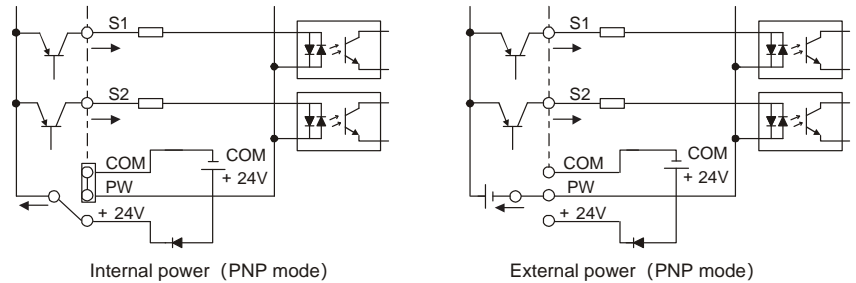 S1
S2
COM
COM
PW
+ 24V
+ 24V
Internal power (PNP mode)
S1
S2
COM
COM
PW
+ 24V
+ 24V
External power (PNP mode)